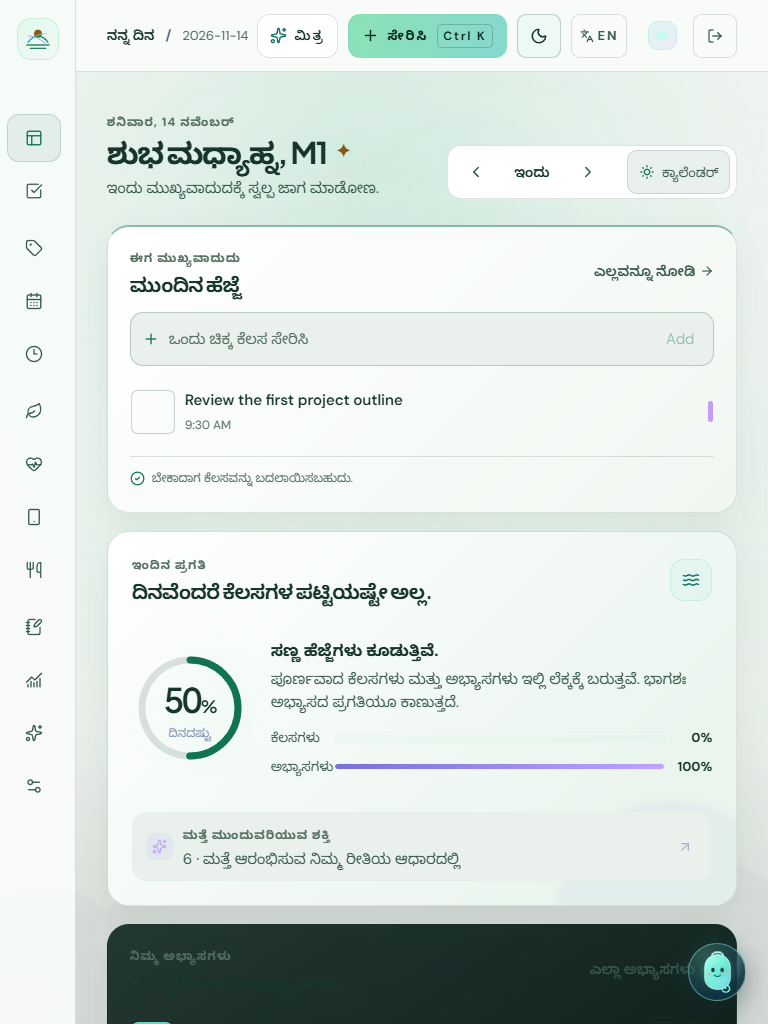 ನನ್ನ ದಿನ / 2026-11-14 ಮಿತ್ರ + ಸೇರಿಸಿ Ctrl K EN M
ಶನಿವಾರ, 14 ನವೆಂಬರ್
ಶುಭ ಮಧ್ಯಾಹ್ನ, M1
ಇಂದು ಮುಖ್ಯವಾದುದಕ್ಕೆ ಸ್ವಲ್ಪ ಜಾಗ ಮಾಡೋಣ.
ಇಂದು ಕ್ಯಾಲೆಂಡರ್
ಈಗ ಮುಖ್ಯವಾದುದು
ಮುಂದಿನ ಹೆಜ್ಜೆ
ಎಲ್ಲವನ್ನೂ ನೋಡಿ →
+ ಒಂದು ಚಿಕ್ಕ ಕೆಲಸ ಸೇರಿಸಿ Add
Review the first project outline
9:30 AM
ಬೇಕಾದಾಗ ಕೆಲಸವನ್ನು ಬದಲಾಯಿಸಬಹುದು.
ಇಂದಿನ ಪ್ರಗತಿ
ದಿನವೆಂದರೆ ಕೆಲಸಗಳ ಪಟ್ಟಿಯಷ್ಟೇ ಅಲ್ಲ.
50%
ದಿನದಷ್ಟು
ಸಣ್ಣ ಹೆಜ್ಜೆಗಳು ಕೂಡುತ್ತಿವೆ.
ಪೂರ್ಣವಾದ ಕೆಲಸಗಳು ಮತ್ತು ಅಭ್ಯಾಸಗಳು ಇಲ್ಲಿ ಲೆಕ್ಕಕ್ಕೆ ಬರುತ್ತವೆ. ಭಾಗಶಃ
ಅಭ್ಯಾಸದ ಪ್ರಗತಿಯೂ ಕಾಣುತ್ತದೆ.
ಕೆಲಸಗಳು 0%
ಅಭ್ಯಾಸಗಳು 100%
ಮತ್ತೆ ಮುಂದುವರಿಯುವ ಶಕ್ತಿ
6 · ಮತ್ತೆ ಆರಂಭಿಸುವ ನಿಮ್ಮ ರೀತಿಯ ಆಧಾರದಲ್ಲಿ
ನಿಮ್ಮ ಅಭ್ಯಾಸಗಳು
ಎಲ್ಲಾ ಅಭ್ಯಾಸಗಳು